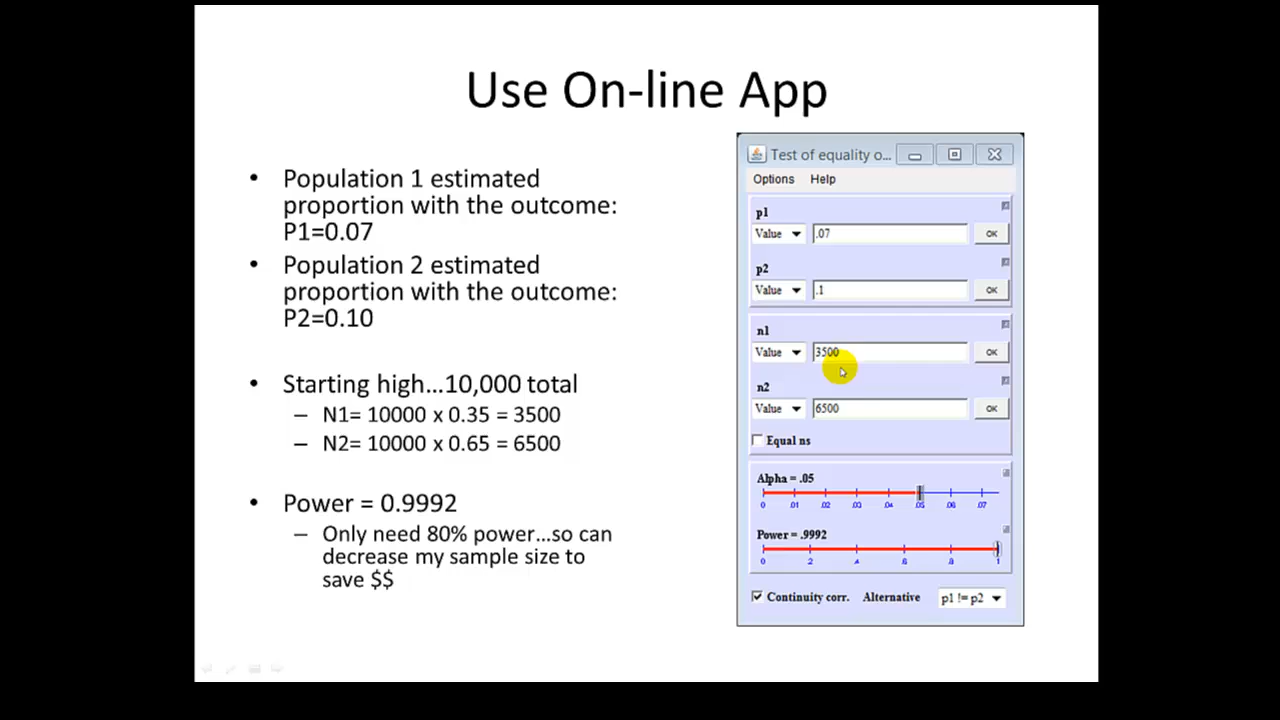 Use On-line App
• Population 1 estimated
proportion with the outcome:
P1=0.07
• Population 2 estimated
proportion with the outcome:
P2=0.10
• Starting high...10,000 total
– N1= 10000 x 0.35 = 3500
– N2= 10000 x 0.65 = 6500
• Power = 0.9992
– Only need 80% power...so can
decrease my sample size to
save $$
Test of equality o...
Options Help
p1
Value .07 OK
p2
Value .1 OK
n1
Value 3500 OK
n2
Value 6500 OK
Equal ns
Alpha = .05
0 .01 .02 .03 .04 .05 .06 .07
Power = .9992
0 .2 .4 .6 .8 1
Continuity corr. Alternative p1 != p2